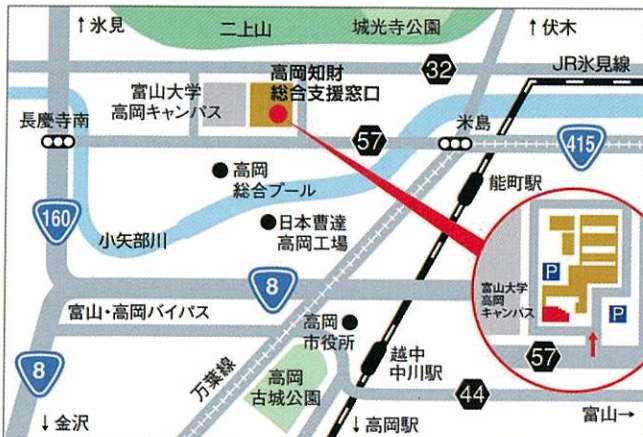 ↑氷見
二上山
城光寺公園
↑伏木
32
JR氷見線
富山大学
高岡キャンパス
高岡知財
総合支援窓口
長慶寺南
57
米島
415
高岡
総合プール
能町駅
160
小矢部川
日本曹達
高岡工場
8
富山大学
高岡
キャンパス
P
P
57
富山・高岡バイパス
高岡
市役所
8
万葉線
高岡
古城公園
越中
中川駅
44
↓金沢
↓高岡駅
富山→